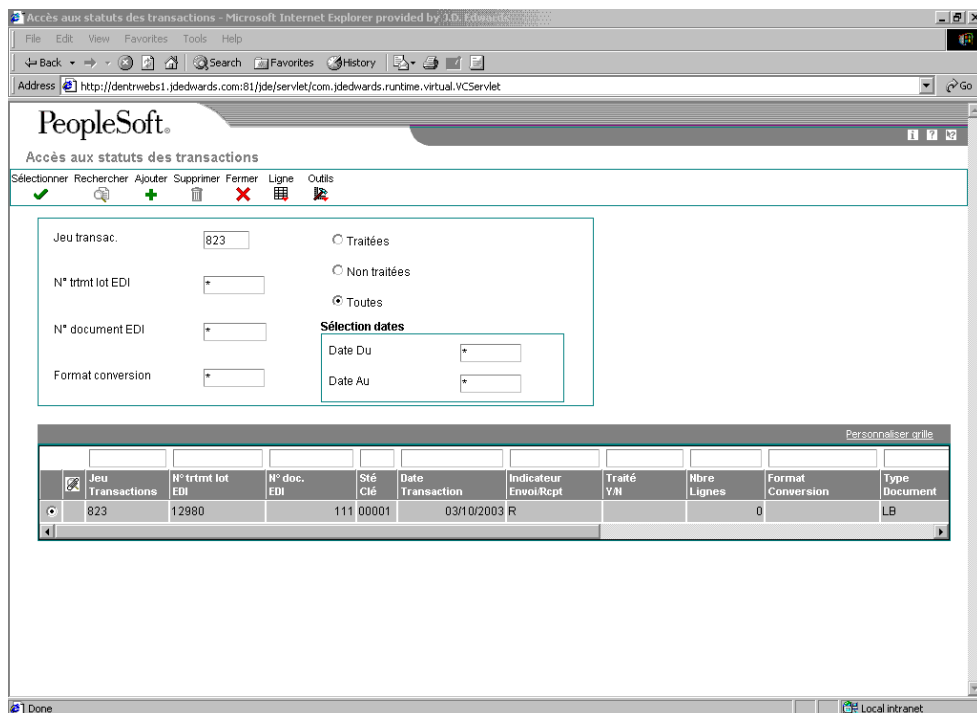 Accès aux statuts des transactions - Microsoft Internet Explorer provided by J.D. Edwards
File Edit View Favorites Tools Help
Back Search Favorites History
Address http://dentrwebs1.jdedwards.com:81/jde/servlet/com.jdedwards.runtime.virtual.VCServlet Go
PeopleSoft®
Accès aux statuts des transactions
Sélectionner Rechercher Ajouter Supprimer Fermer Ligne Outils
Jeu transac. 823
N° trtmt lot EDI *
N° document EDI *
Format conversion *
Traitées
Non traitées
Toutes
Sélection dates
Date Du *
Date Au *
Personnaliser grille
Jeu Transactions N° trtmt lot EDI N° doc. EDI Sté Clé Date Transaction Indicateur Envoi/Rcpt Traité Y/N Nbre Lignes Format Conversion Type Document
823 12980 111 00001 03/10/2003 R 0 LB
Done Local intranet